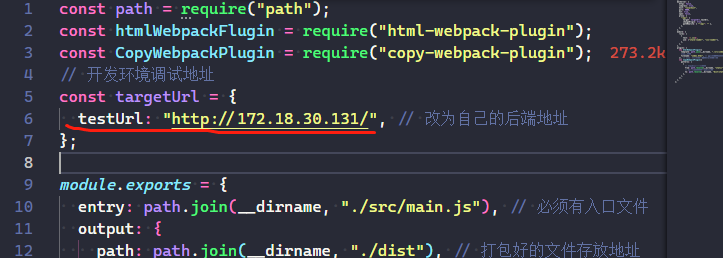 1 const path = require("path");
2 const htmlWebpackFlugin = require("html-webpack-plugin");
3 const CopyWebpackPlugin = require("copy-webpack-plugin"); 273.2k
4 // 开发环境调试地址
5 const targetUrl = {
6 testUrl: "http://172.18.30.131/", // 改为自己的后端地址
7 };
8
9 module.exports = {
10 entry: path.join(__dirname, "./src/main.js"), // 必须有入口文件
11 output: {
12 path: path.join(__dirname, "./dist"), // 打包好的文件存放地址